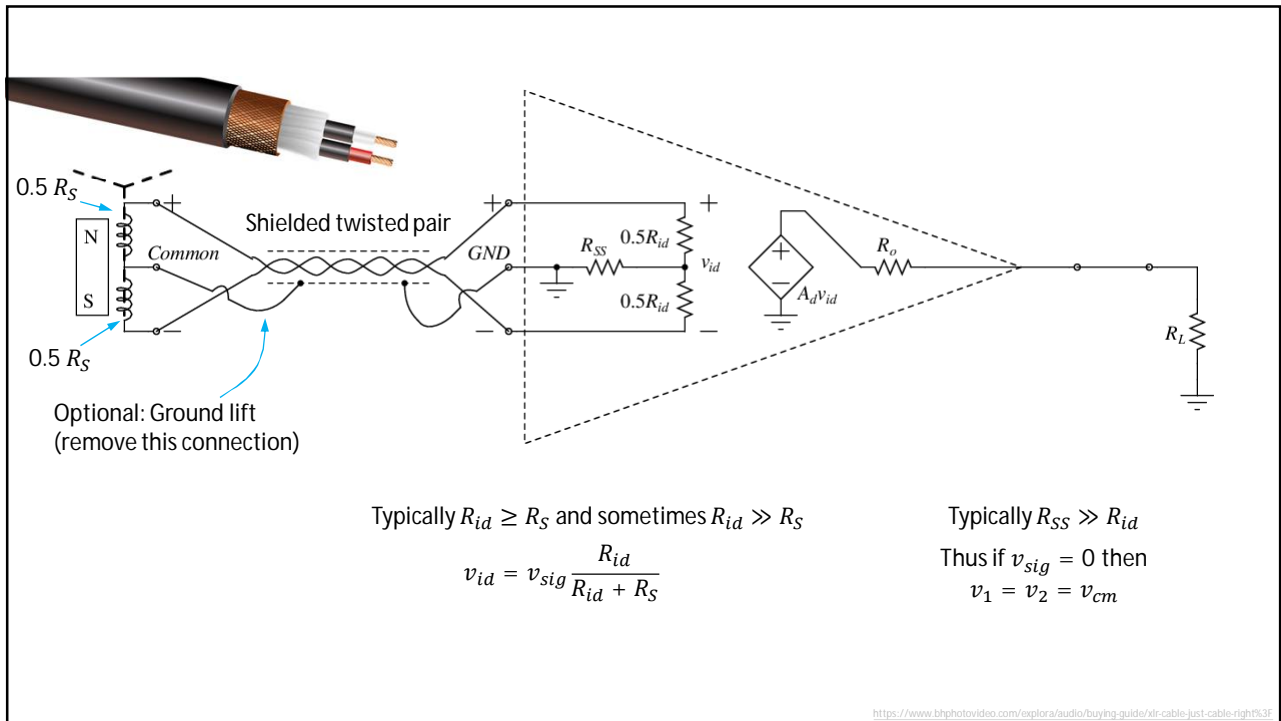 0.5 R_S
+
+
+
Shielded twisted pair
N
Common
GND
R_SS
0.5R_id
v_id
+
R_o
S
0.5R_id
−
A_d v_id
−
−
−
R_L
0.5 R_S
Optional: Ground lift
(remove this connection)
Typically R_id ≥ R_S and sometimes R_id ≫ R_S
v_id = v_sig R_id / (R_id + R_S)
Typically R_SS ≫ R_id
Thus if v_sig = 0 then
v_1 = v_2 = v_cm
https://www.bhphotovideo.com/explora/audio/buying-guide/xlr-cable-just-cable-right%3F